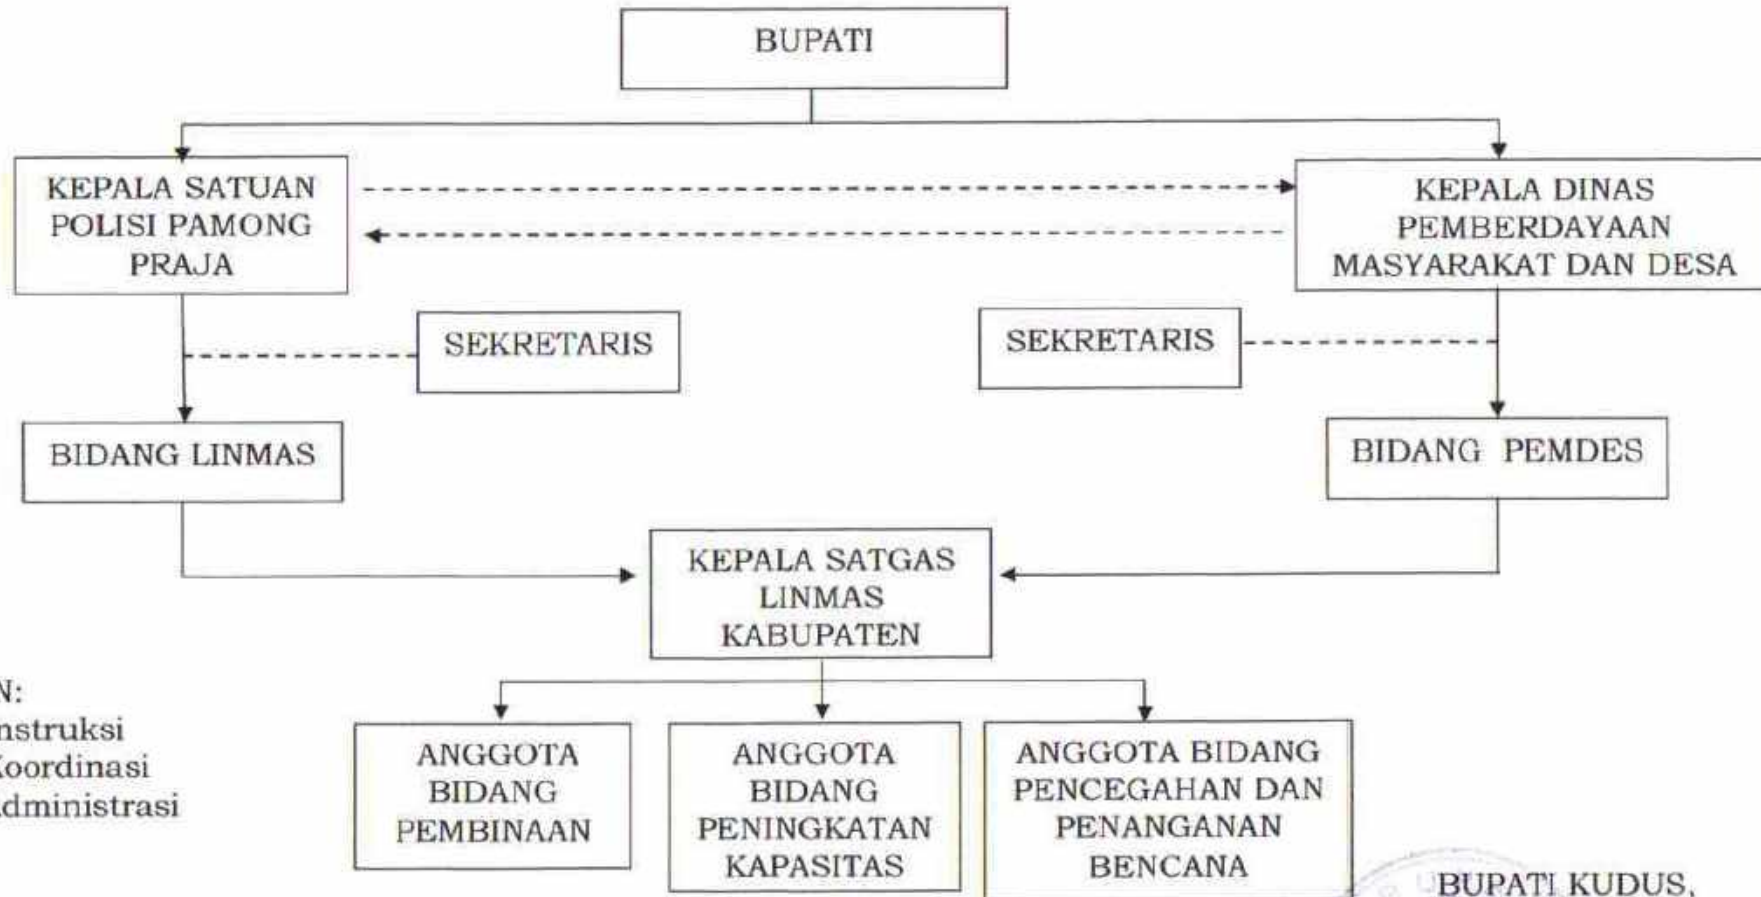 BUPATI
KEPALA SATUAN
POLISI PAMONG
PRAJA
KEPALA DINAS
PEMBERDAYAAN
MASYARAKAT DAN DESA
SEKRETARIS
SEKRETARIS
BIDANG LINMAS
BIDANG PEMDES
KEPALA SATGAS
LINMAS
KABUPATEN
N:
nstruksi
Koordinasi
dministrasi
ANGGOTA
BIDANG
PEMBINAAN
ANGGOTA
BIDANG
PENINGKATAN
KAPASITAS
ANGGOTA BIDANG
PENCEGAHAN DAN
PENANGANAN
BENCANA
BUPATI KUDUS,